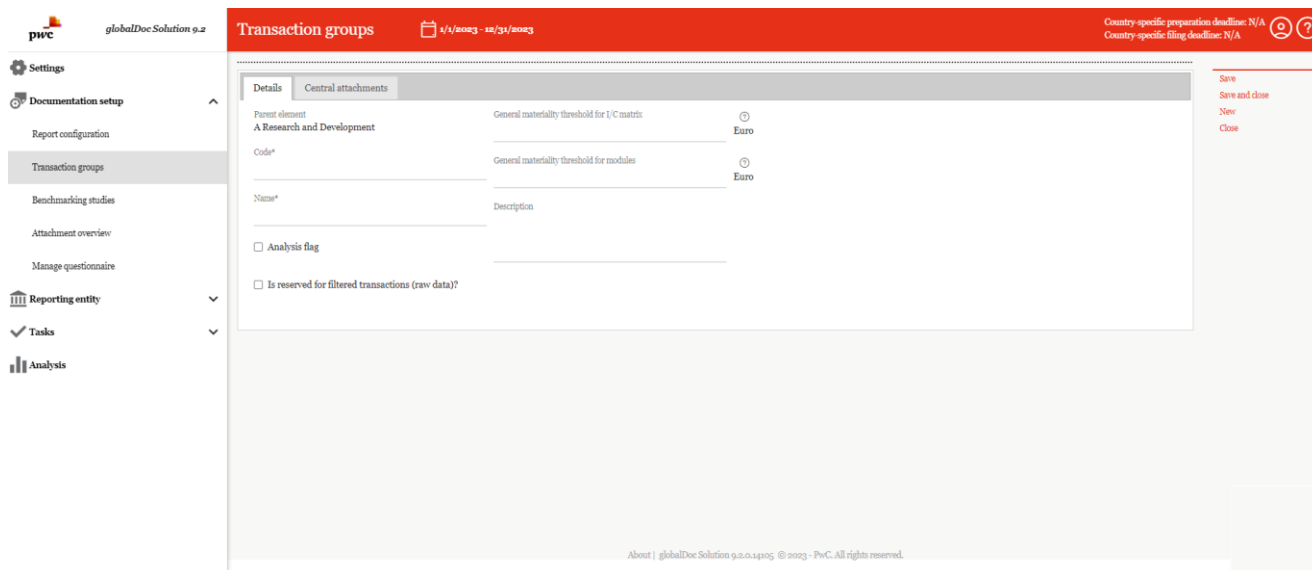 pwc
globalDoc Solution 9.2
Transaction groups
1/1/2023 - 12/31/2023
Country-specific preparation deadline: N/A
Country-specific filing deadline: N/A
Settings
Documentation setup
Report configuration
Transaction groups
Benchmarking studies
Attachment overview
Manage questionnaire
Reporting entity
Tasks
Analysis
Details
Central attachments
Parent element
A Research and Development
Code*
Name*
Analysis flag
Is reserved for filtered transactions (raw data)?
General materiality threshold for I/C matrix
?
Euro
General materiality threshold for modules
?
Euro
Description
Save
Save and close
New
Close
About | globalDoc Solution 9.2.0.14105 © 2023 - PwC. All rights reserved.